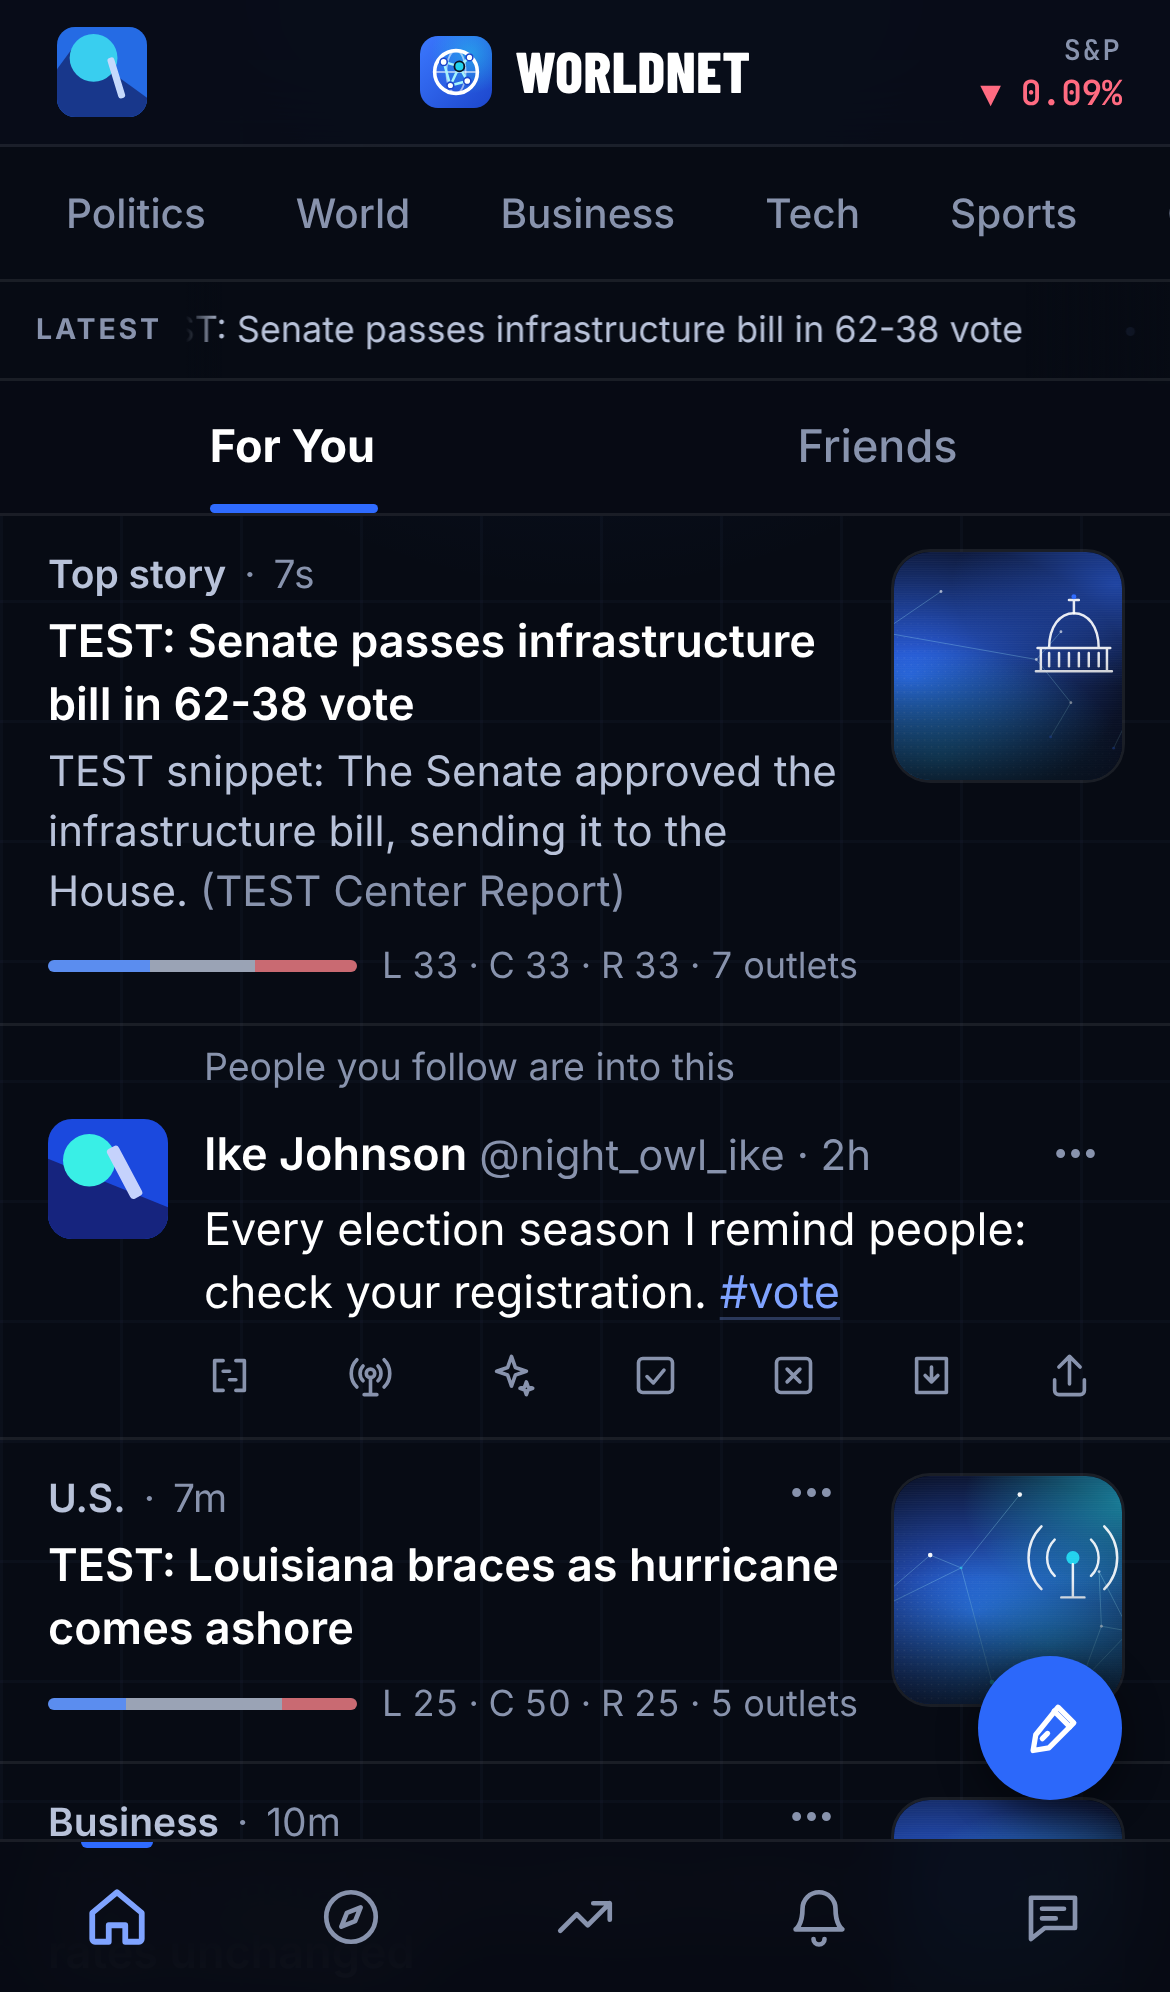 WORLDNET
S&P
▼ 0.09%
Politics World Business Tech Sports
LATEST T: Senate passes infrastructure bill in 62-38 vote
For You Friends
Top story · 7s
TEST: Senate passes infrastructure
bill in 62-38 vote
TEST snippet: The Senate approved the
infrastructure bill, sending it to the
House. (TEST Center Report)
L 33 · C 33 · R 33 · 7 outlets
People you follow are into this
Ike Johnson @night_owl_ike · 2h
Every election season I remind people:
check your registration. #vote
U.S. · 7m
TEST: Louisiana braces as hurricane
comes ashore
L 25 · C 50 · R 25 · 5 outlets
Business · 10m
rates unchanged